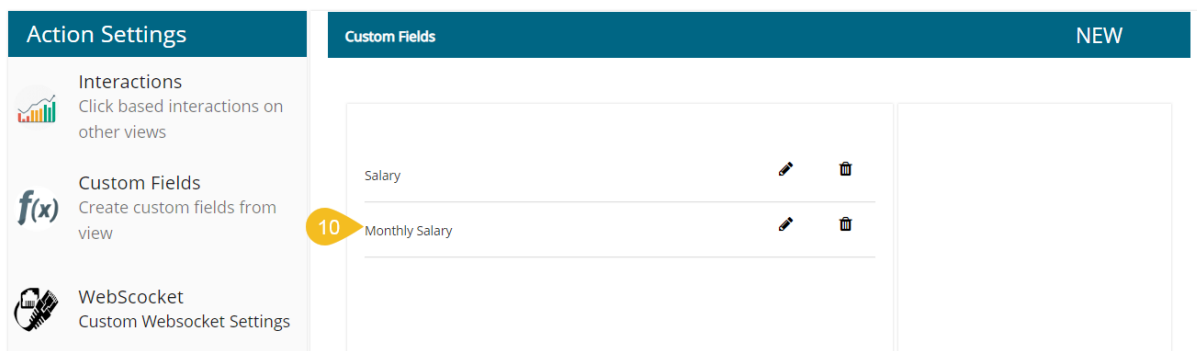 Action Settings
Custom Fields
NEW
Interactions
Click based interactions on
other views
Custom Fields
Create custom fields from
view
WebScocket
Custom Websocket Settings
Salary
10
Monthly Salary
f(x)